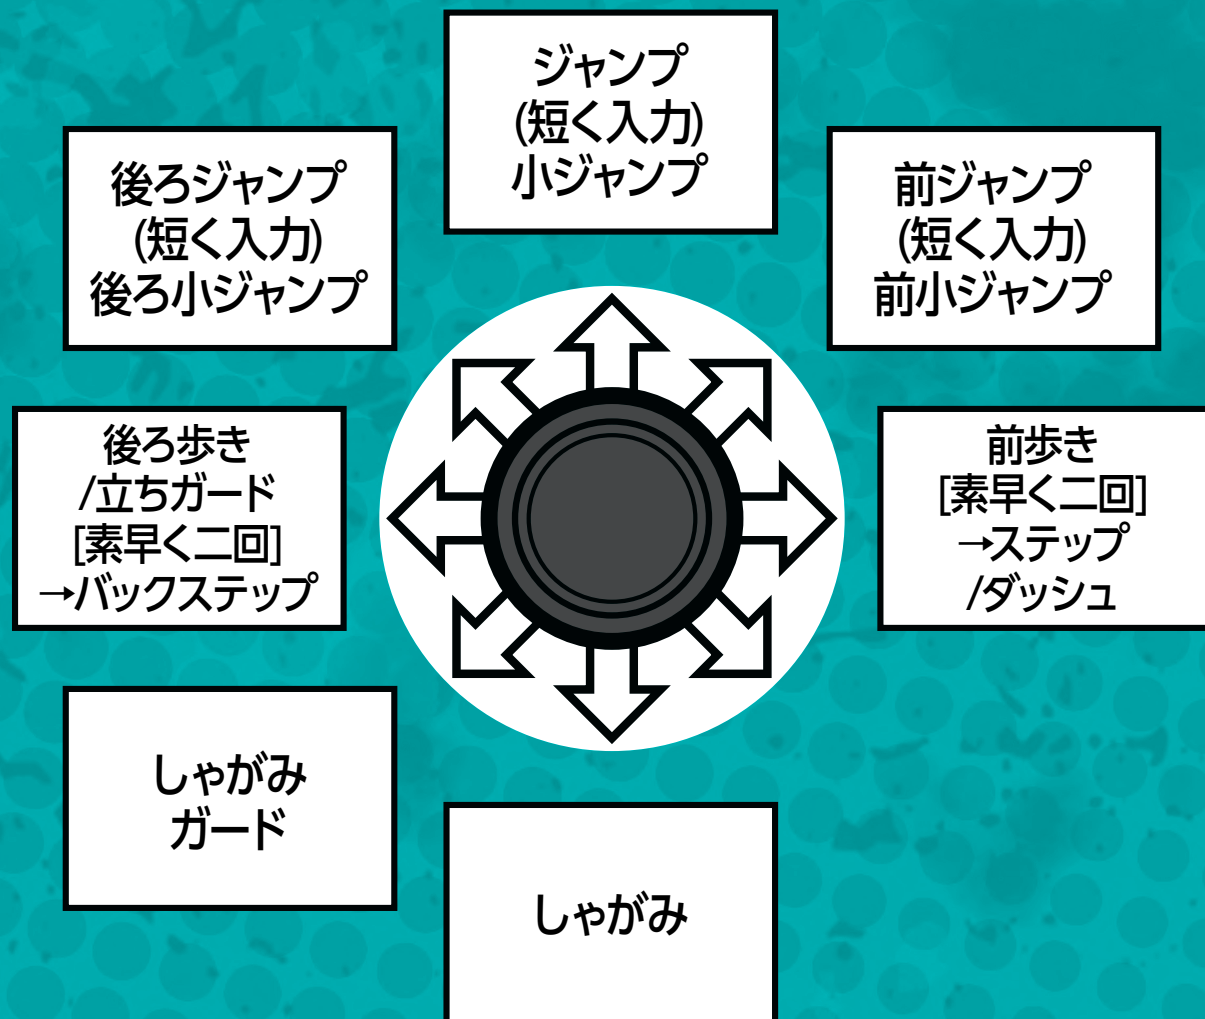 ジャンプ
(短く入力)
小ジャンプ
後ろジャンプ
(短く入力)
後ろ小ジャンプ
前ジャンプ
(短く入力)
前小ジャンプ
後ろ歩き
/立ちガード
[素早く二回]
→バックステップ
前歩き
[素早く二回]
→ステップ
/ダッシュ
しゃがみ
ガード
しゃがみ